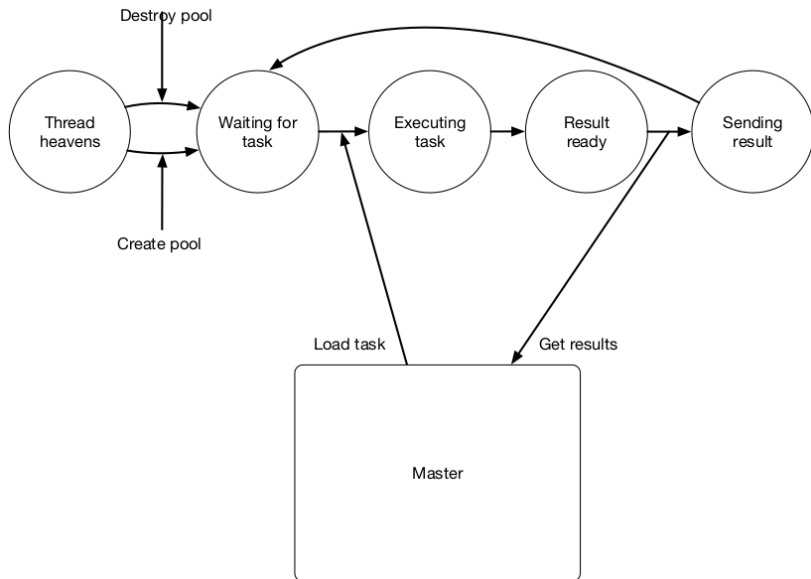 Destroy pool
Thread
heavens
Waiting for
task
Executing
task
Result
ready
Sending
result
Create pool
Load task
Get results
Master